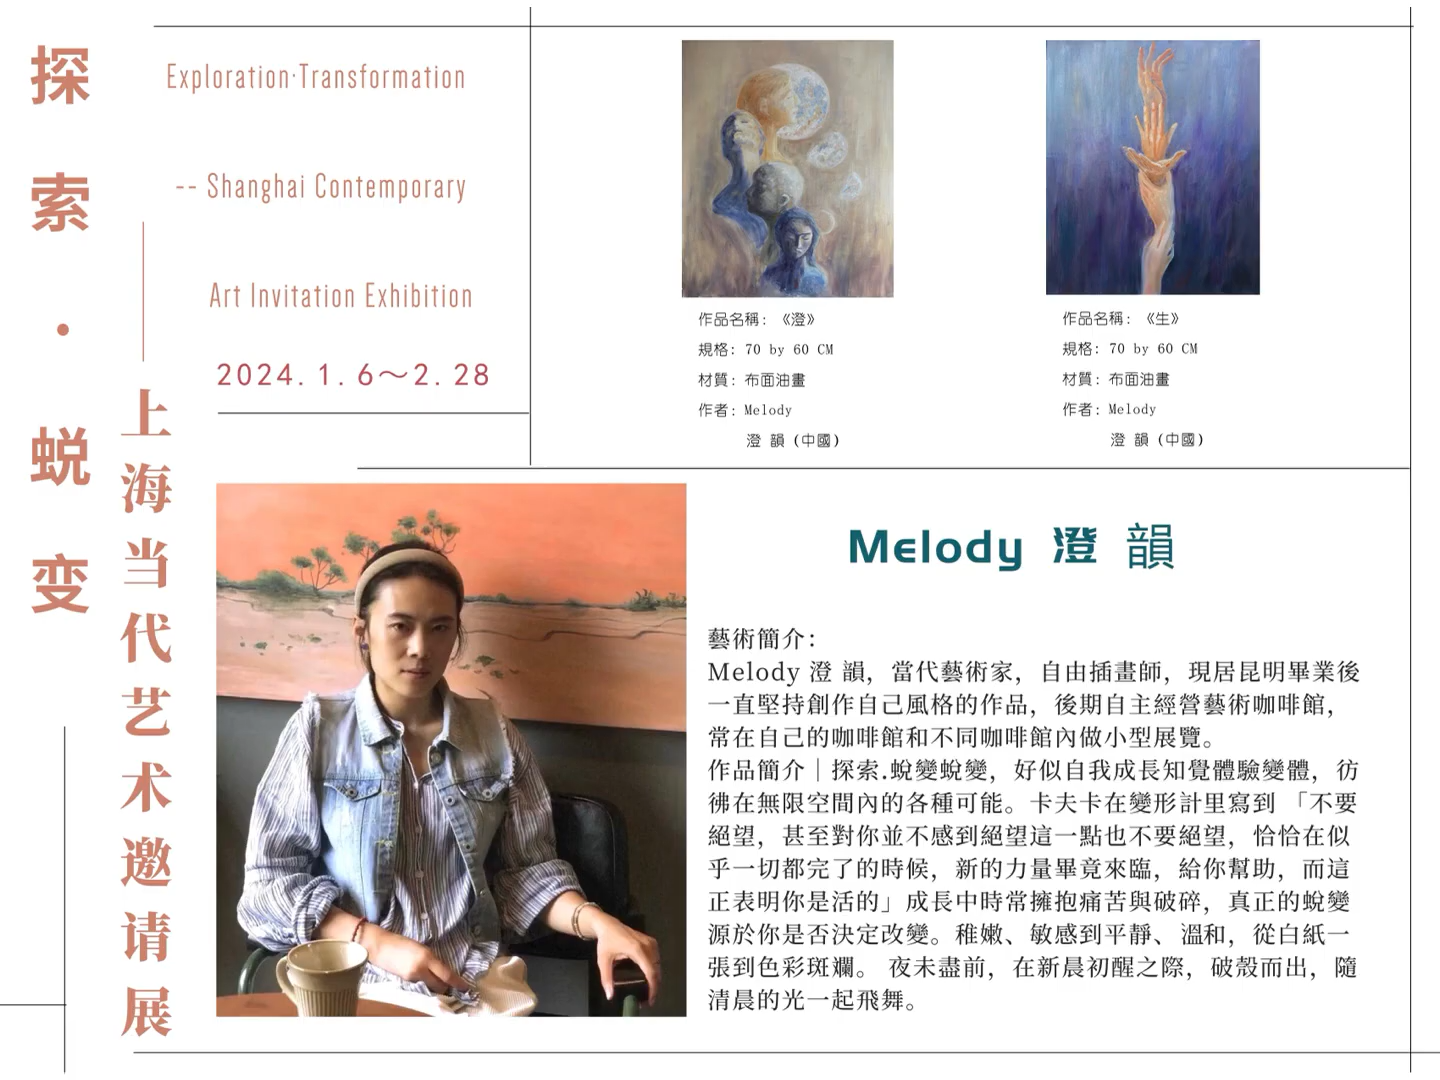 探索·蜕变
——上海当代艺术邀请展
Exploration·Transformation
-- Shanghai Contemporary
Art Invitation Exhibition
2024.1.6～2.28
作品名稱：《澄》
規格：70 by 60 CM
材質：布面油畫
作者：Melody
澄 韻（中國）
作品名稱：《生》
規格：70 by 60 CM
材質：布面油畫
作者：Melody
澄 韻（中國）
Melody 澄 韻
藝術簡介：
Melody 澄 韻，當代藝術家，自由插畫師，現居昆明畢業後
一直堅持創作自己風格的作品，後期自主經營藝術咖啡館，
常在自己的咖啡館和不同咖啡館內做小型展覽。
作品簡介｜探索.蛻變蛻變，好似自我成長知覺體驗變體，彷
彿在無限空間內的各種可能。卡夫卡在變形計里寫到 「不要
絕望，甚至對你並不感到絕望這一點也不要絕望，恰恰在似
乎一切都完了的時候，新的力量畢竟來臨，給你幫助，而這
正表明你是活的」成長中時常擁抱痛苦與破碎，真正的蛻變
源於你是否決定改變。稚嫩、敏感到平靜、溫和，從白紙一
張到色彩斑斕。 夜未盡前，在新晨初醒之際，破殼而出，隨
清晨的光一起飛舞。